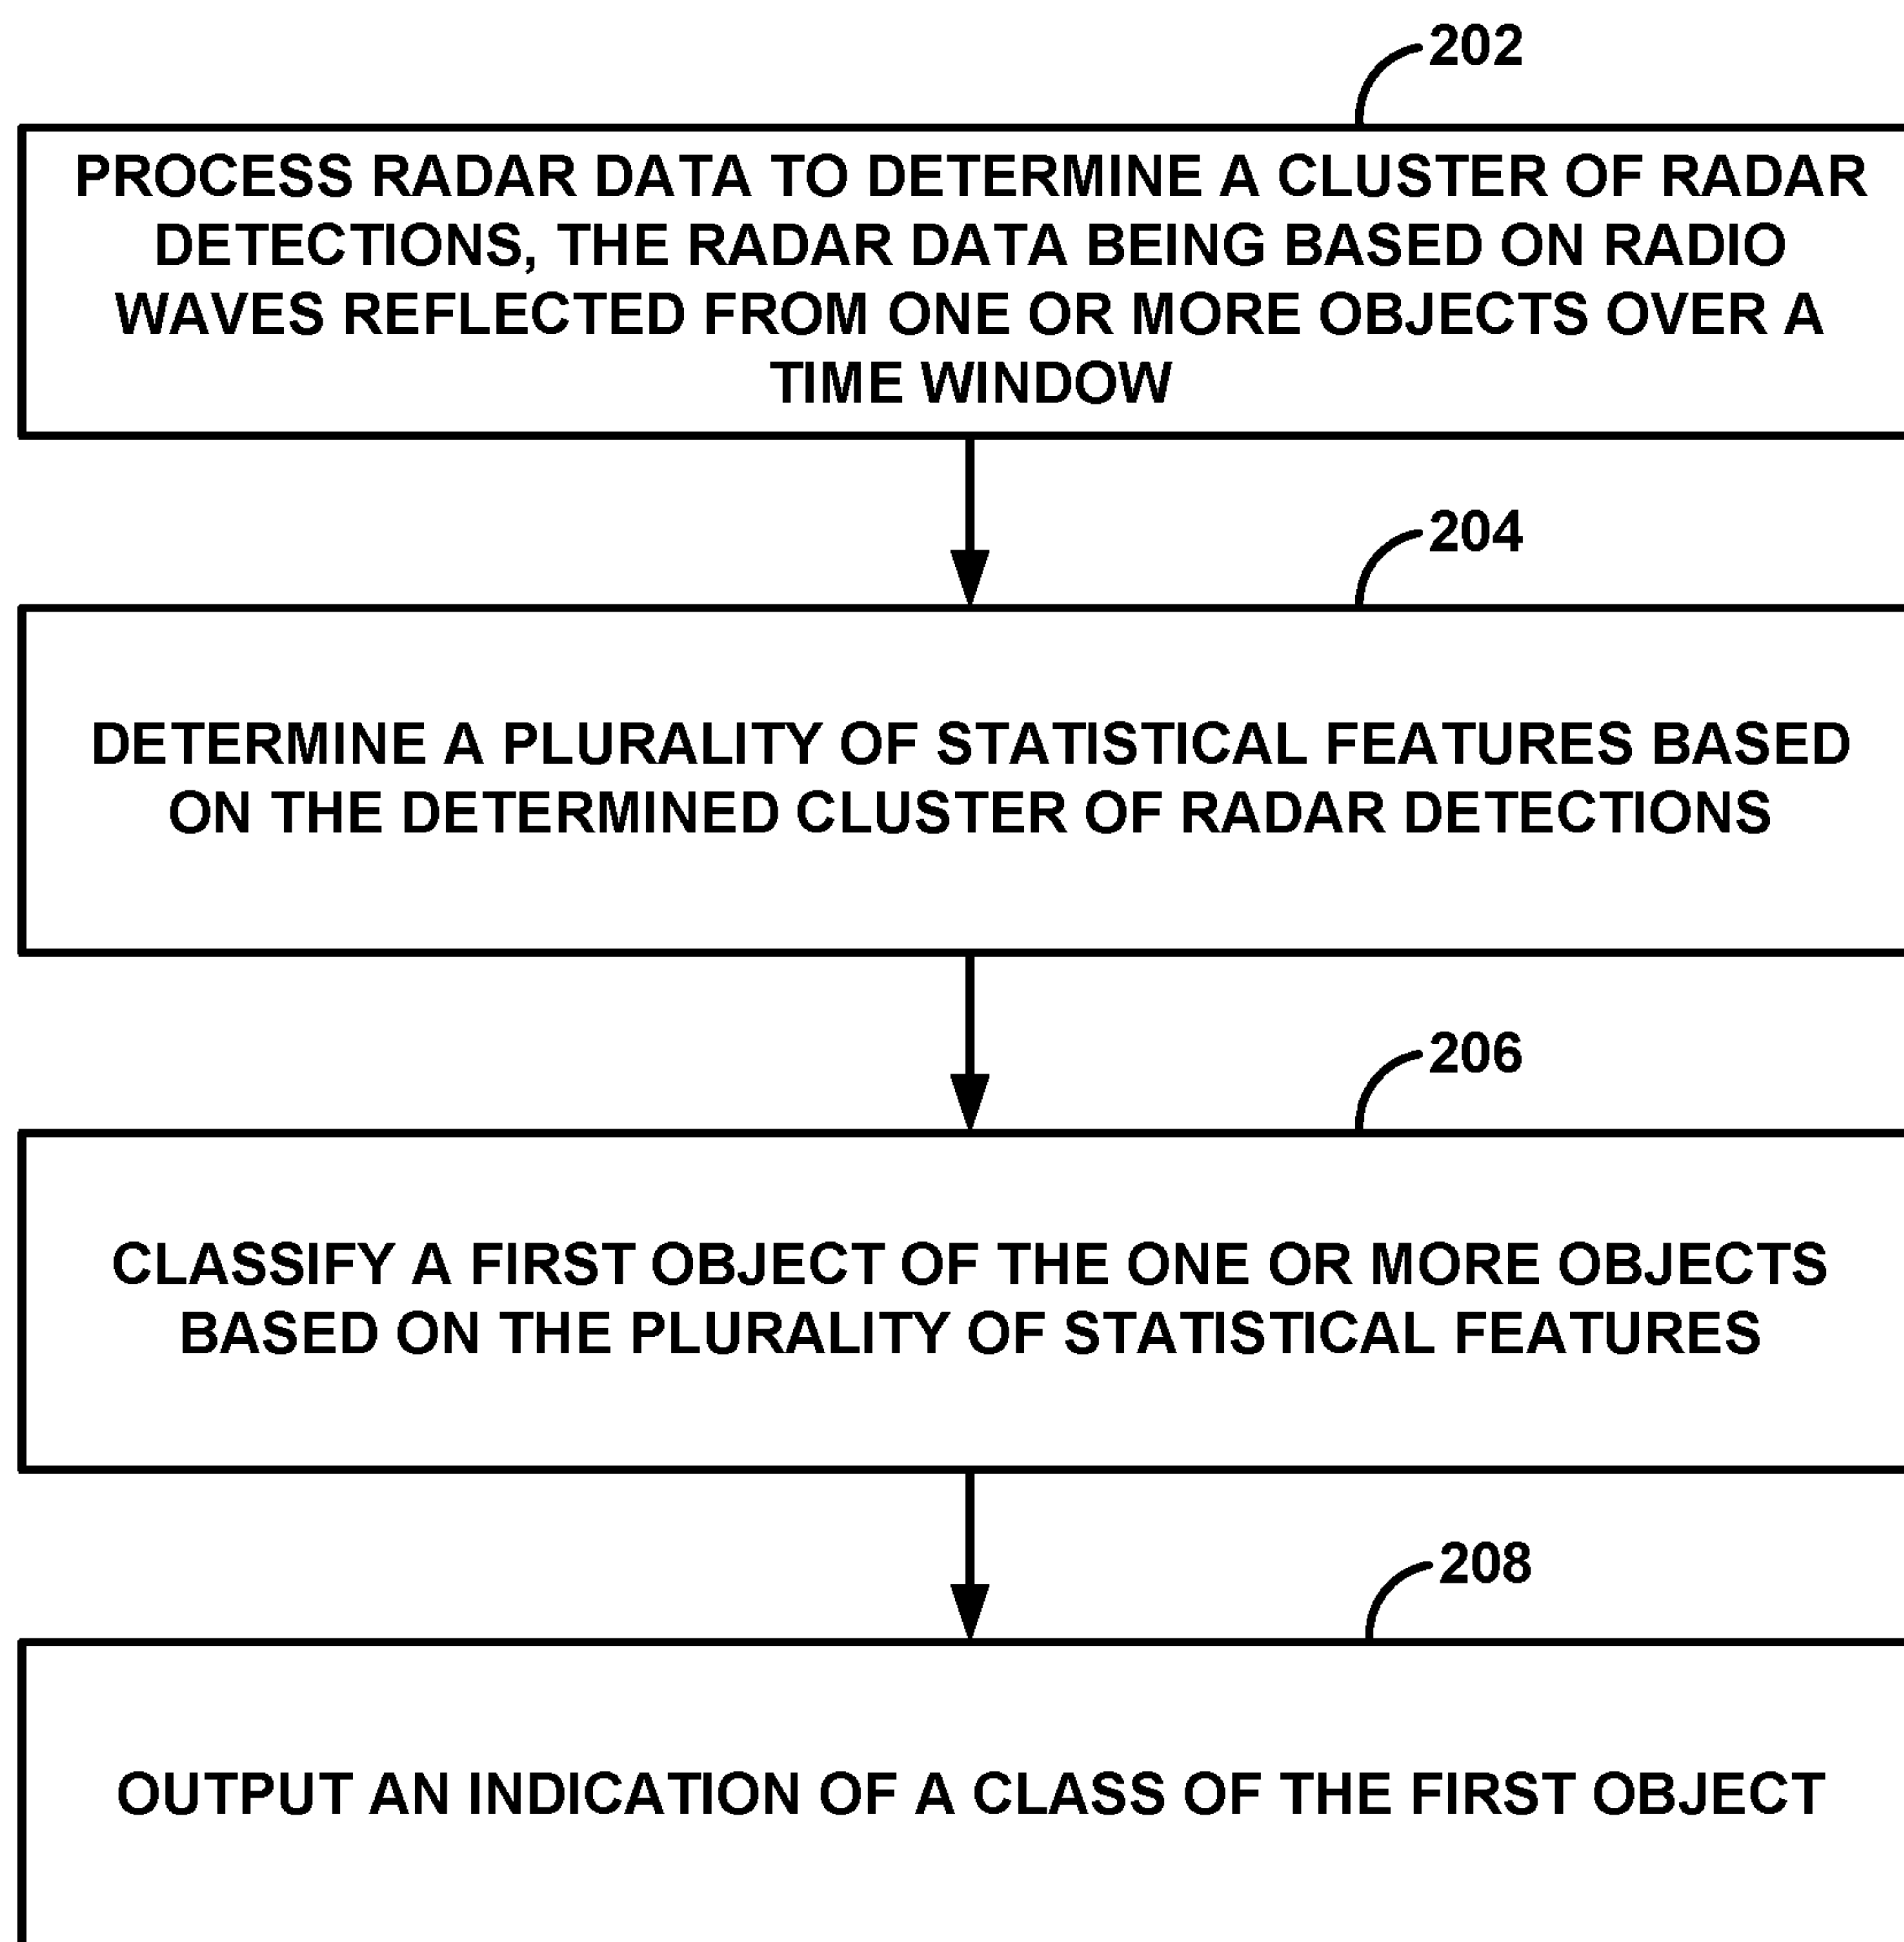 202
PROCESS RADAR DATA TO DETERMINE A CLUSTER OF RADAR
DETECTIONS, THE RADAR DATA BEING BASED ON RADIO
WAVES REFLECTED FROM ONE OR MORE OBJECTS OVER A
TIME WINDOW
204
DETERMINE A PLURALITY OF STATISTICAL FEATURES BASED
ON THE DETERMINED CLUSTER OF RADAR DETECTIONS
206
CLASSIFY A FIRST OBJECT OF THE ONE OR MORE OBJECTS
BASED ON THE PLURALITY OF STATISTICAL FEATURES
208
OUTPUT AN INDICATION OF A CLASS OF THE FIRST OBJECT